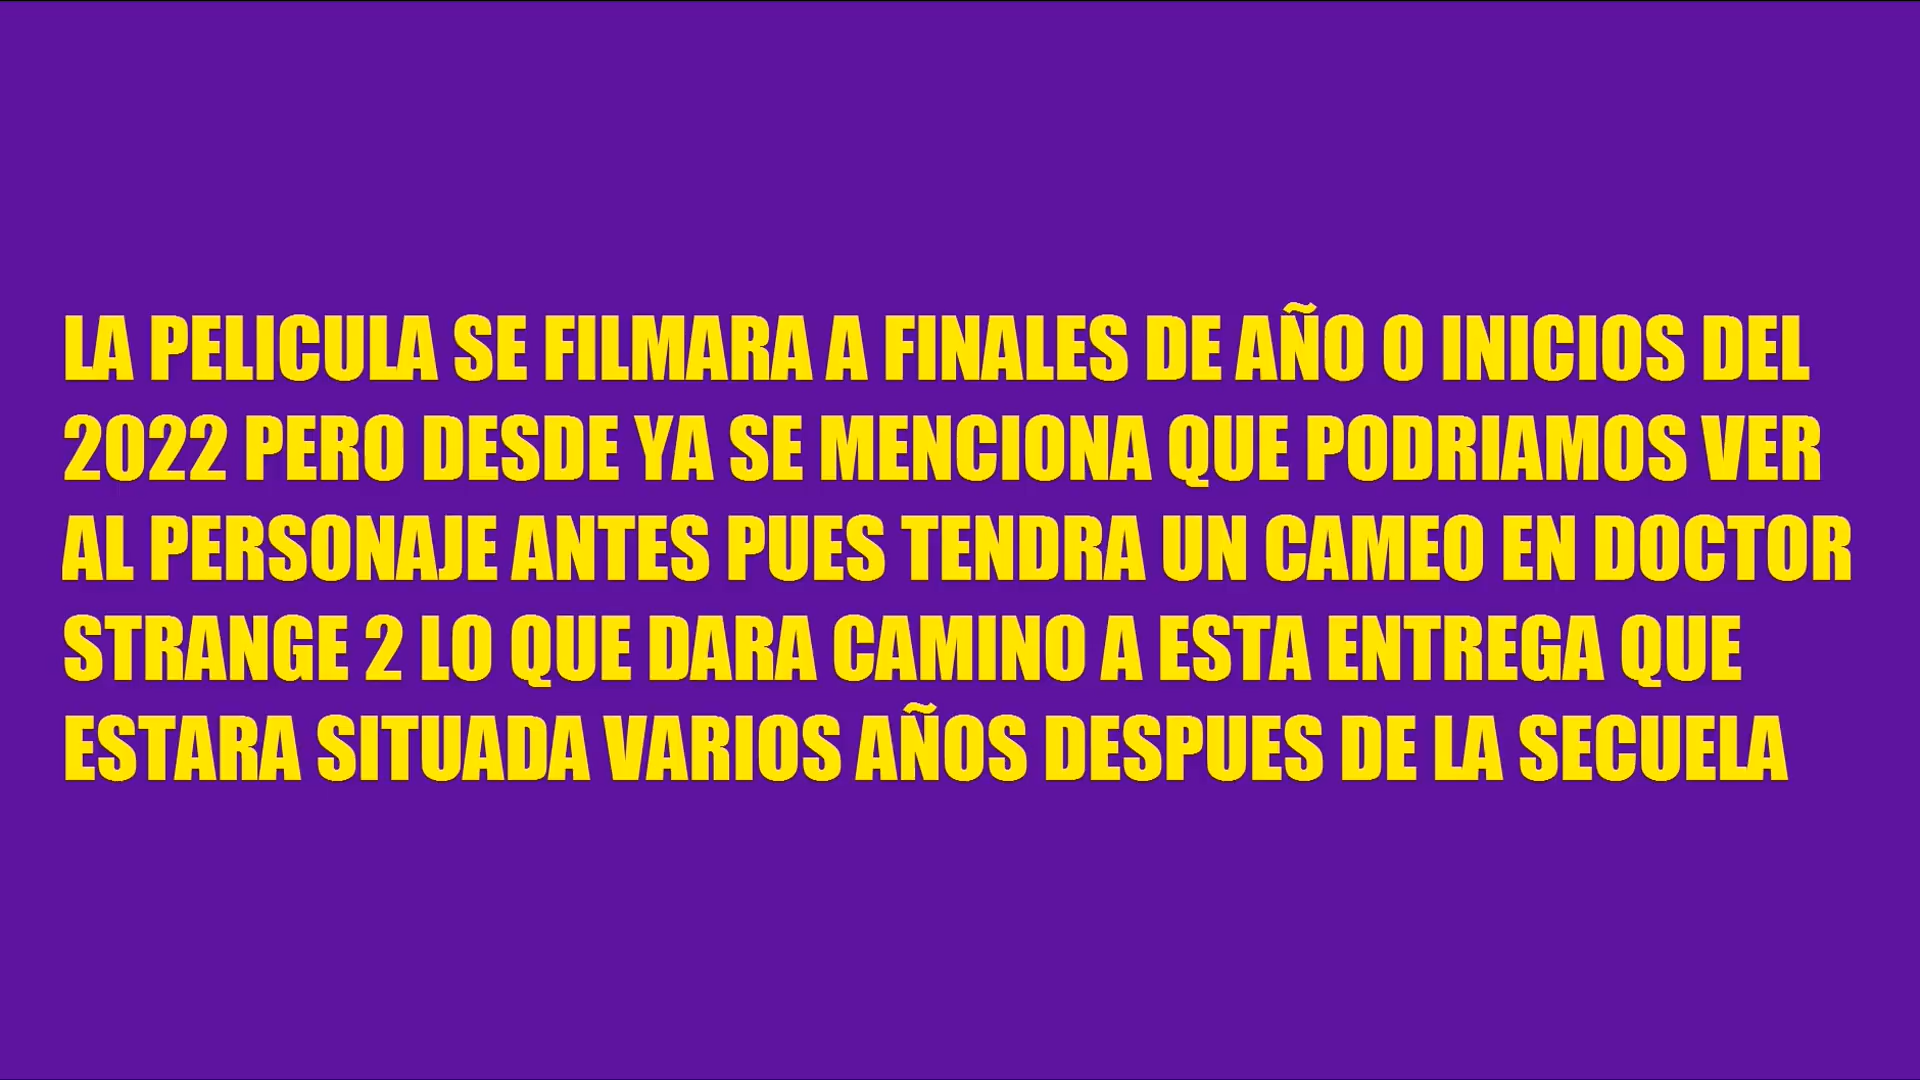 LA PELICULA SE FILMARA A FINALES DE AÑO O INICIOS DEL
2022 PERO DESDE YA SE MENCIONA QUE PODRIAMOS VER
AL PERSONAJE ANTES PUES TENDRA UN CAMEO EN DOCTOR
STRANGE 2 LO QUE DARA CAMINO A ESTA ENTREGA QUE
ESTARA SITUADA VARIOS AÑOS DESPUES DE LA SECUELA